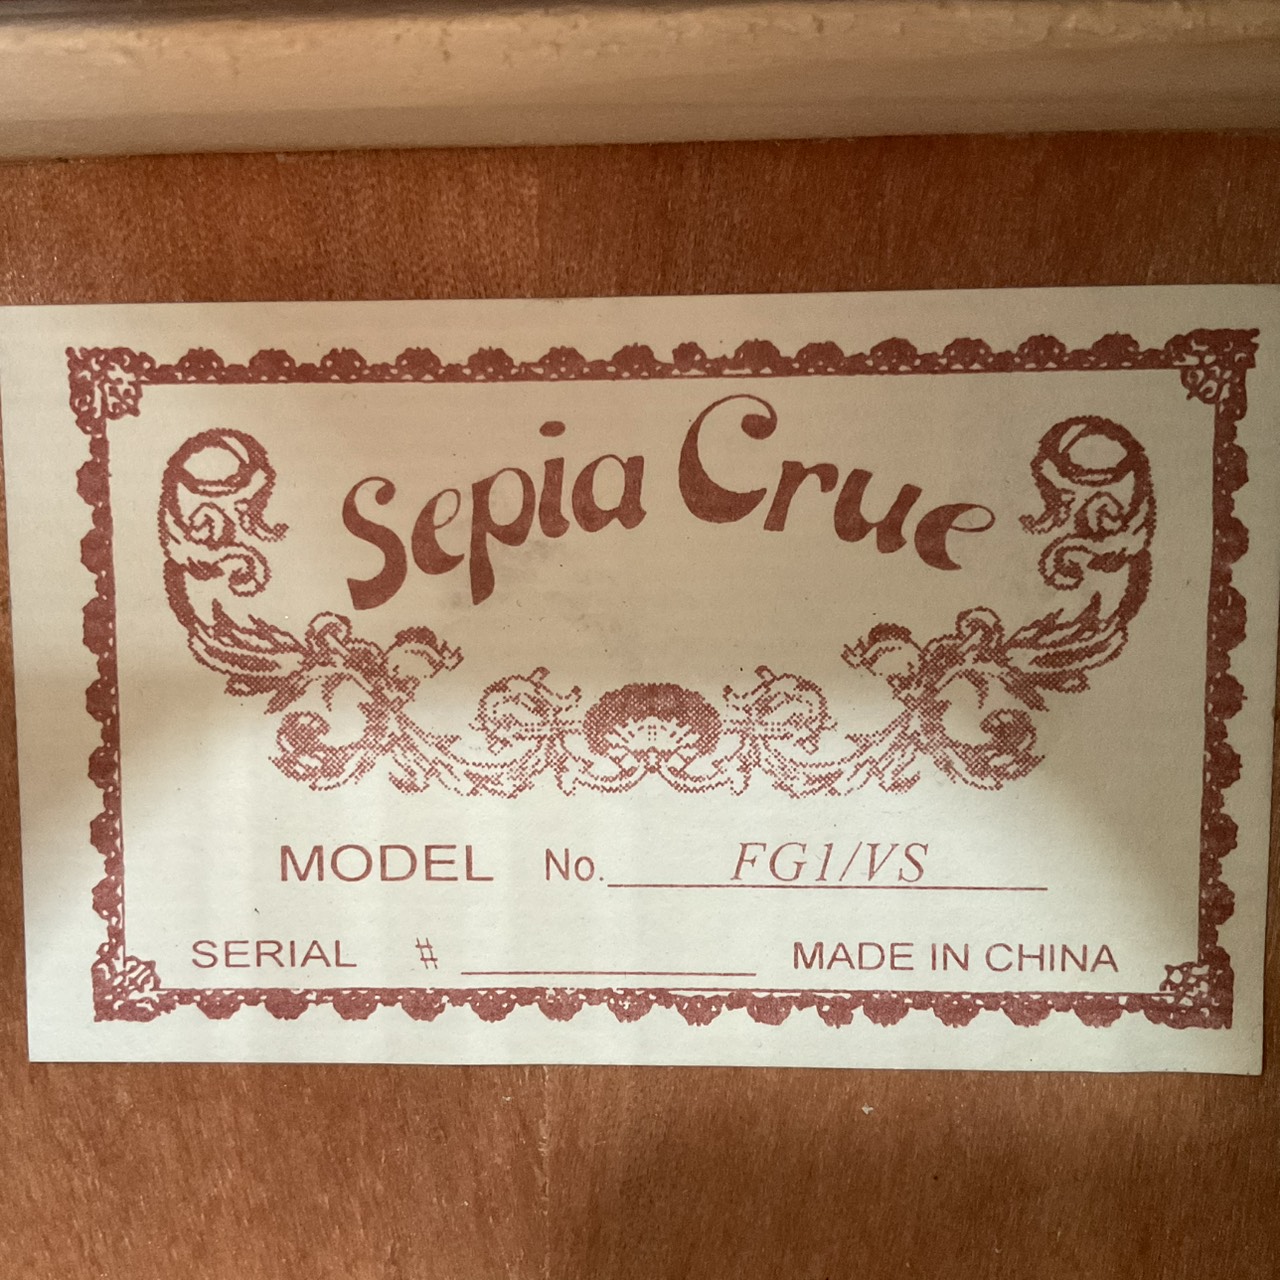 Sepia Crue
MODEL No. FG1/VS
SERIAL # MADE IN CHINA